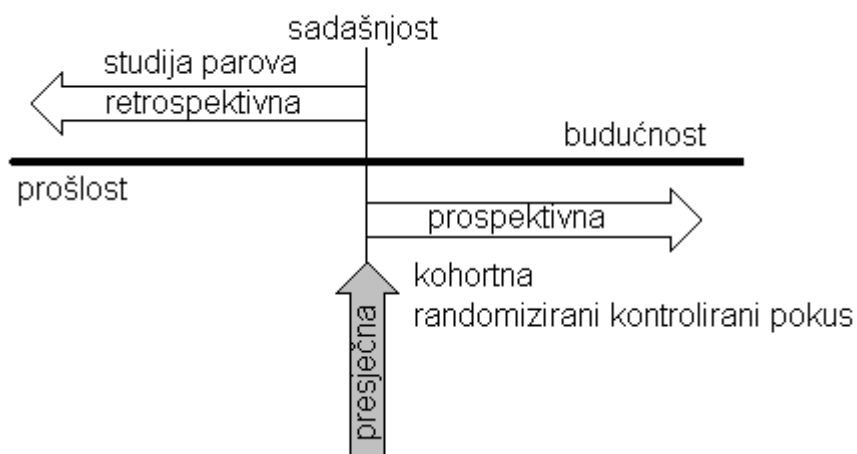 sadašnjost
studija parova
retrospektivna
budućnost
prošlost
prospektivna
kohortna
randomizirani kontrolirani pokus
presječna